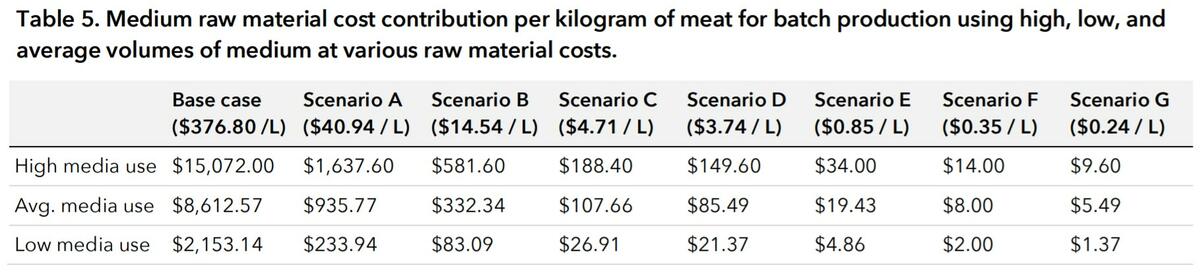 Table 5. Medium raw material cost contribution per kilogram of meat for batch production using high, low, and
average volumes of medium at various raw material costs.
Base case Scenario A Scenario B Scenario C Scenario D Scenario E Scenario F Scenario G
($376.80 /L) ($40.94 / L) ($14.54 / L) ($4.71 / L) ($3.74 / L) ($0.85 / L) ($0.35 / L) ($0.24 / L)
High media use $15,072.00 $1,637.60 $581.60 $188.40 $149.60 $34.00 $14.00 $9.60
Avg. media use $8,612.57 $935.77 $332.34 $107.66 $85.49 $19.43 $8.00 $5.49
Low media use $2,153.14 $233.94 $83.09 $26.91 $21.37 $4.86 $2.00 $1.37